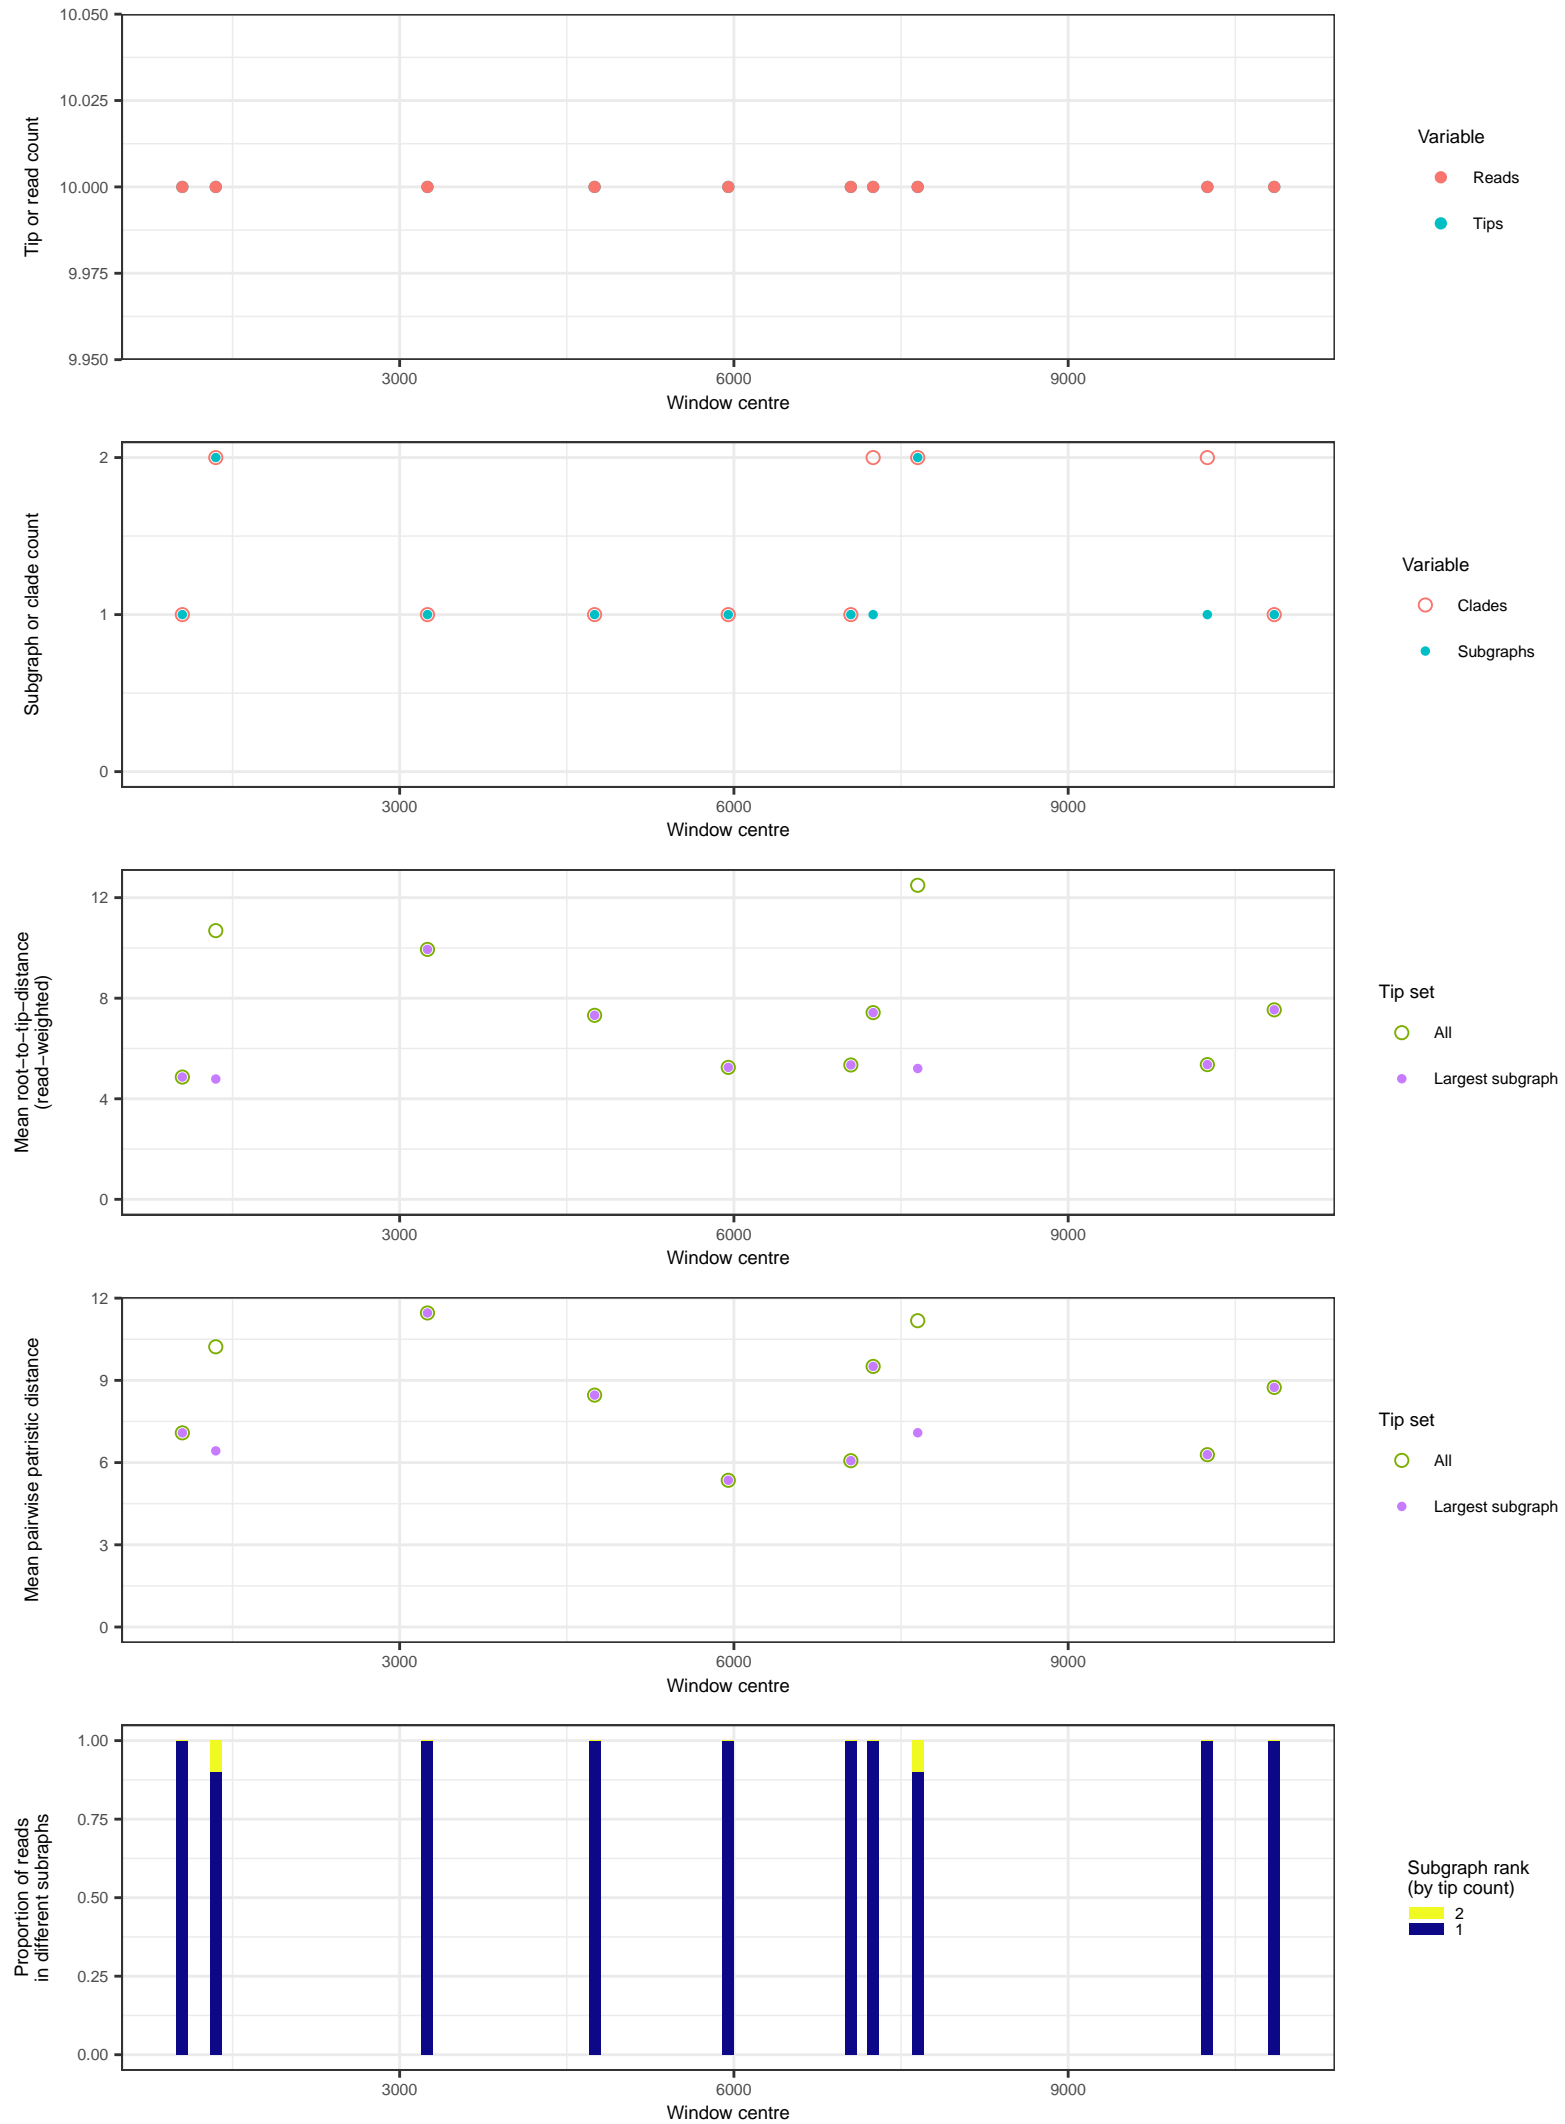 10.050
10.025
10.000
9.975
9.950
Tip or read count
3000
6000
9000
Window centre
Variable
Reads
Tips
2
1
0
Subgraph or clade count
3000
6000
9000
Window centre
Variable
Clades
Subgraphs
12
8
4
0
Mean root−to−tip−distance
(read−weighted)
3000
6000
9000
Window centre
Tip set
All
Largest subgraph
12
9
6
3
0
Mean pairwise patristic distance
3000
6000
9000
Window centre
Tip set
All
Largest subgraph
1.00
0.75
0.50
0.25
0.00
Proportion of reads
in different subraphs
3000
6000
9000
Window centre
Subgraph rank
(by tip count)
2
1